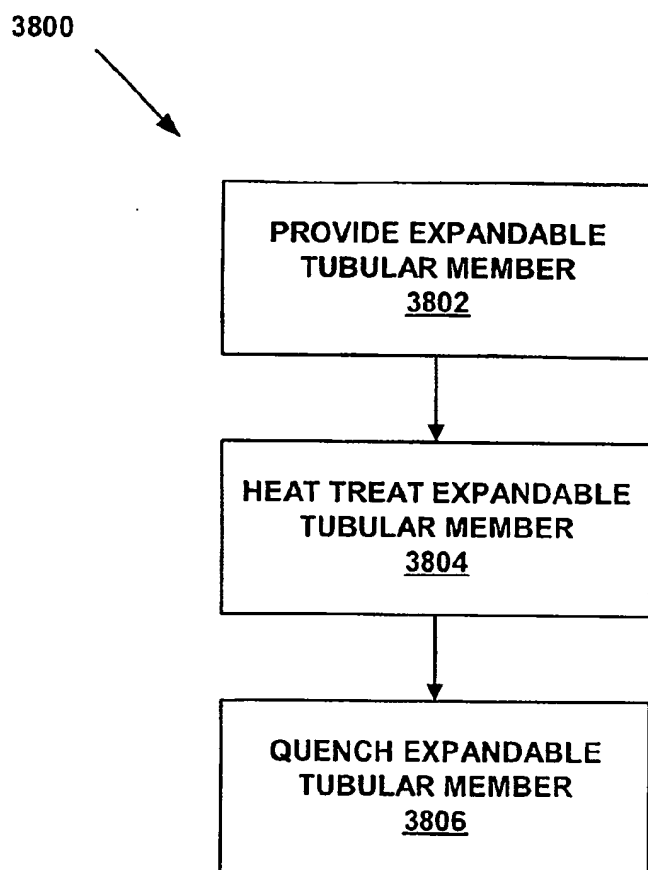 3800
PROVIDE EXPANDABLE
TUBULAR MEMBER
3802
HEAT TREAT EXPANDABLE
TUBULAR MEMBER
3804
QUENCH EXPANDABLE
TUBULAR MEMBER
3806